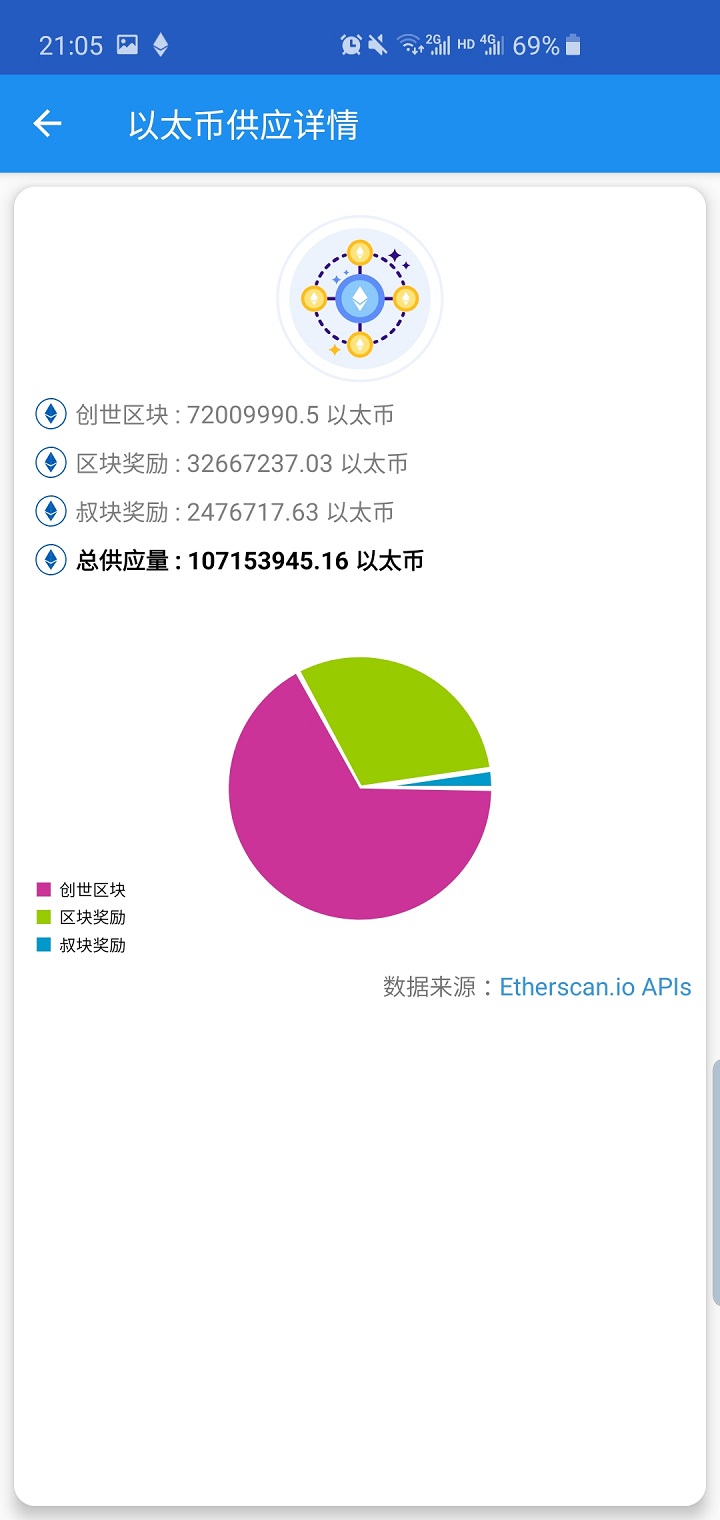 21:05 2G HD 4G 69%
以太币供应详情
创世区块 : 72009990.5 以太币
区块奖励 : 32667237.03 以太币
叔块奖励 : 2476717.63 以太币
总供应量 : 107153945.16 以太币
创世区块
区块奖励
叔块奖励
数据来源：Etherscan.io APIs